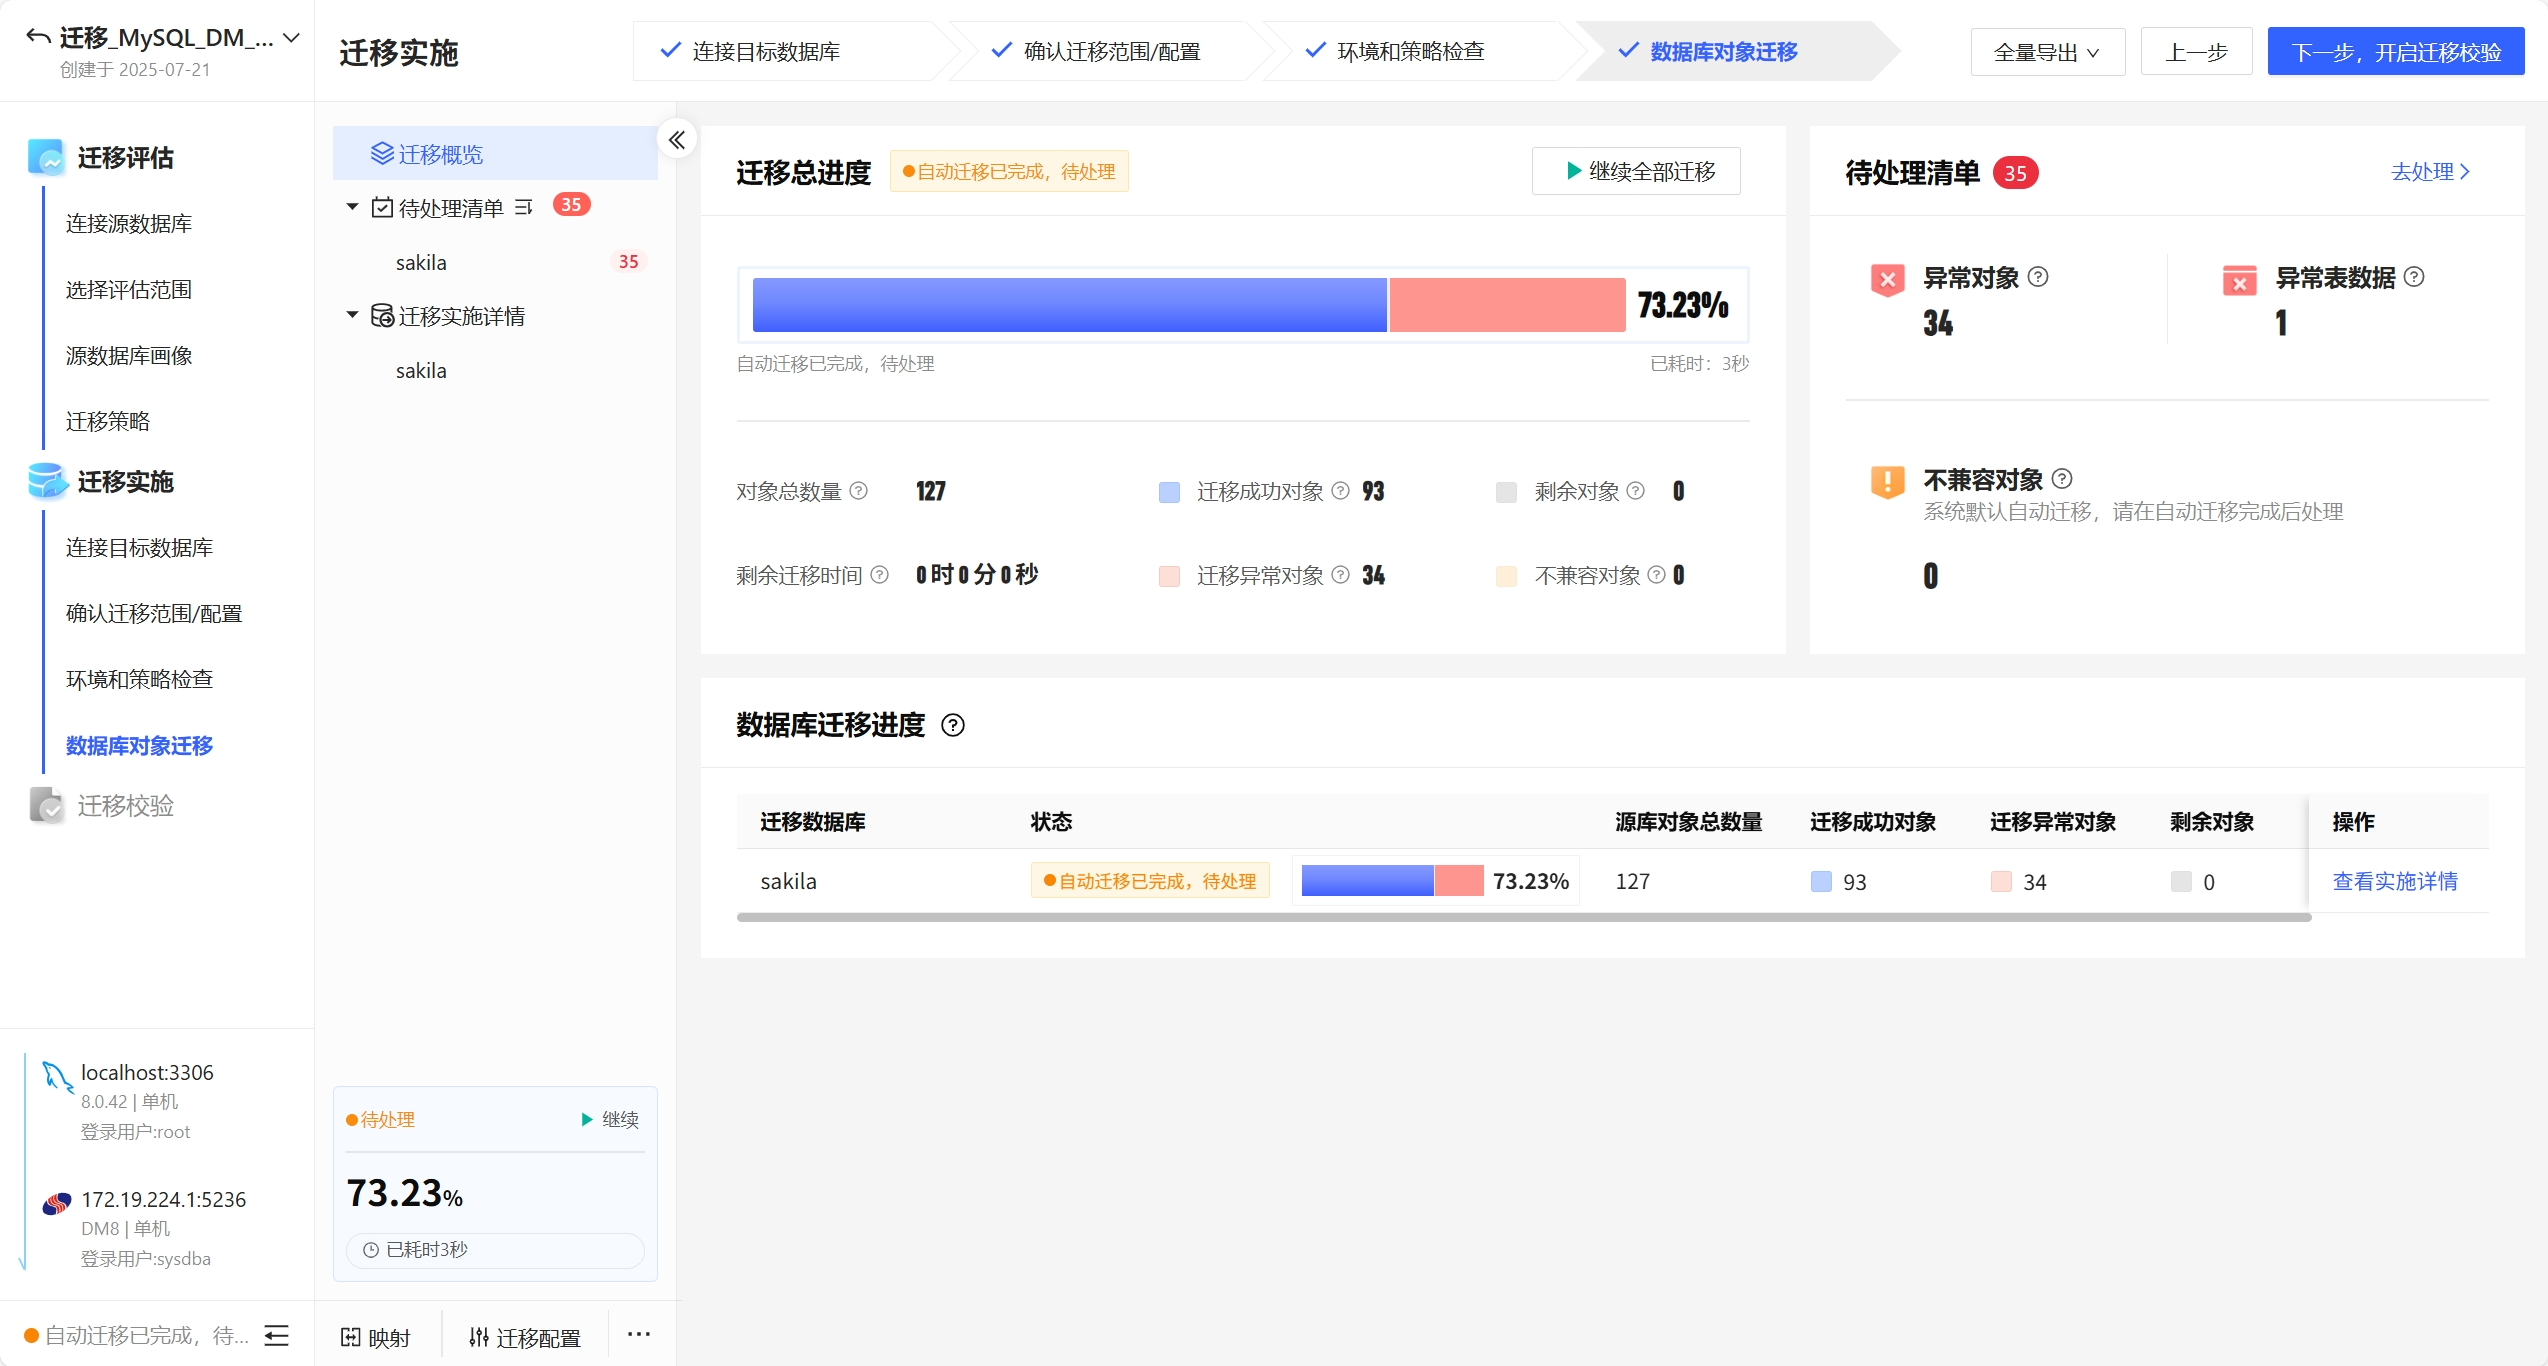 迁移_MySQL_DM_...
创建于 2025-07-21
迁移评估
连接源数据库
选择评估范围
源数据库画像
迁移策略
迁移实施
连接目标数据库
确认迁移范围/配置
环境和策略检查
数据库对象迁移
迁移校验
localhost:3306
8.0.42 | 单机
登录用户:root
172.19.224.1:5236
DM8 | 单机
登录用户:sysdba
自动迁移已完成，待...
迁移实施
连接目标数据库
确认迁移范围/配置
环境和策略检查
数据库对象迁移
全量导出
上一步
下一步，开启迁移校验
迁移概览
待处理清单 35
sakila 35
迁移实施详情
sakila
待处理 继续
73.23%
已耗时3秒
映射 迁移配置 ...
迁移总进度 自动迁移已完成，待处理 继续全部迁移
73.23%
自动迁移已完成，待处理 已耗时：3秒
对象总数量 127 迁移成功对象 93 剩余对象 0
剩余迁移时间 0时0分0秒 迁移异常对象 34 不兼容对象 0
待处理清单 35 去处理
异常对象 异常表数据
34 1
不兼容对象
系统默认自动迁移，请在自动迁移完成后处理
0
数据库迁移进度
迁移数据库 状态 源库对象总数量 迁移成功对象 迁移异常对象 剩余对象 操作
sakila 自动迁移已完成，待处理 73.23% 127 93 34 0 查看实施详情